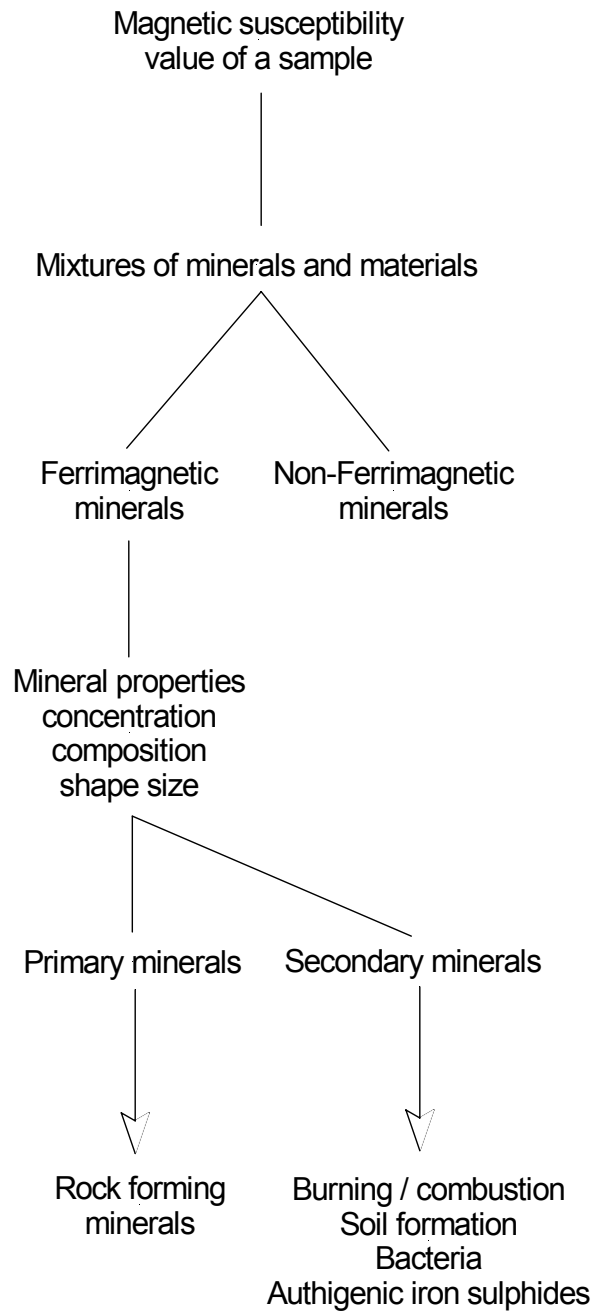 Magnetic susceptibility
value of a sample
Mixtures of minerals and materials
Ferrimagnetic
minerals
Non-Ferrimagnetic
minerals
Mineral properties
concentration
composition
shape size
Primary minerals
Secondary minerals
Rock forming
minerals
Burning / combustion
Soil formation
Bacteria
Authigenic iron sulphides